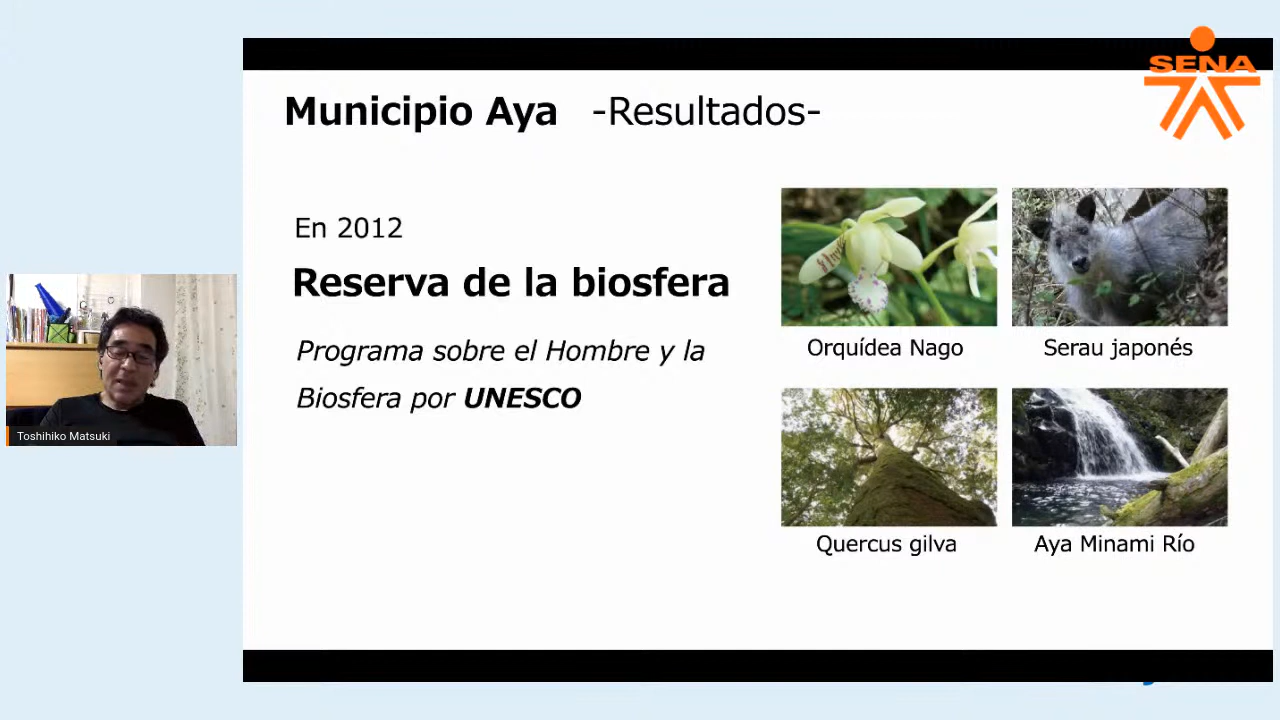 SENA
Municipio Aya -Resultados-
En 2012
Reserva de la biosfera
Programa sobre el Hombre y la
Biosfera por UNESCO
Orquídea Nago
Serau japonés
Quercus gilva
Aya Minami Río
Toshihiko Matsuki